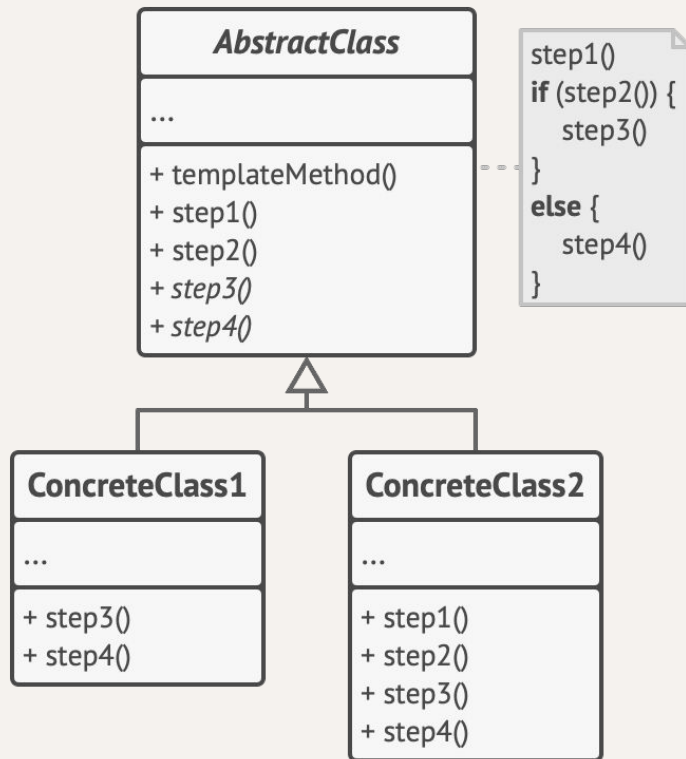 AbstractClass
...
+ templateMethod()
+ step1()
+ step2()
+ step3()
+ step4()
step1()
if (step2()) {
step3()
}
else {
step4()
}
ConcreteClass1
...
+ step3()
+ step4()
ConcreteClass2
...
+ step1()
+ step2()
+ step3()
+ step4()